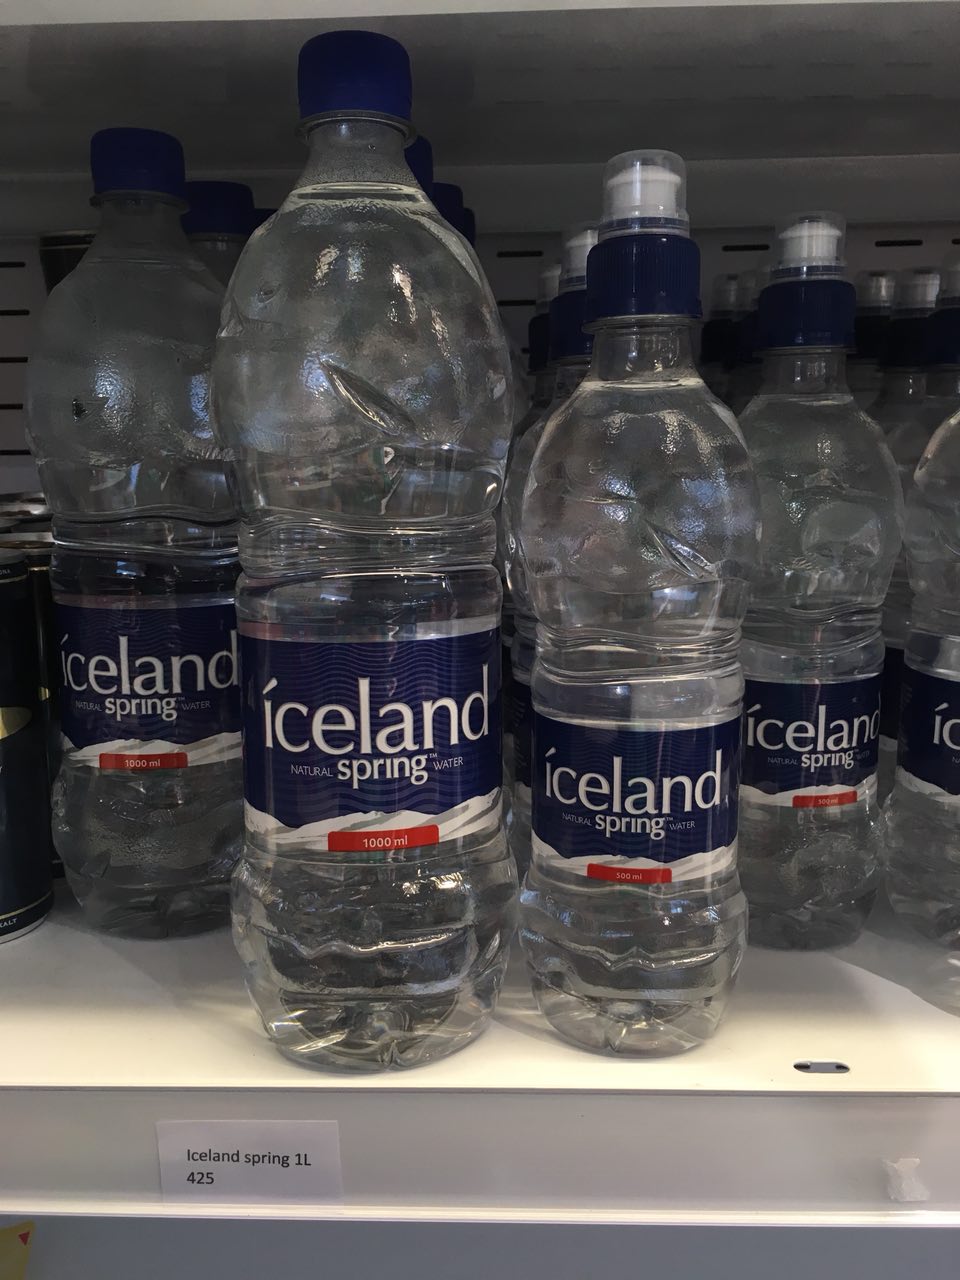 íceland
NATURAL spring™ WATER
1000 ml
íceland
NATURAL spring™ WATER
1000 ml
íceland
NATURAL spring™ WATER
500 ml
íceland
NATURAL spring™ WATER
500 ml
íc
Iceland spring 1L
425